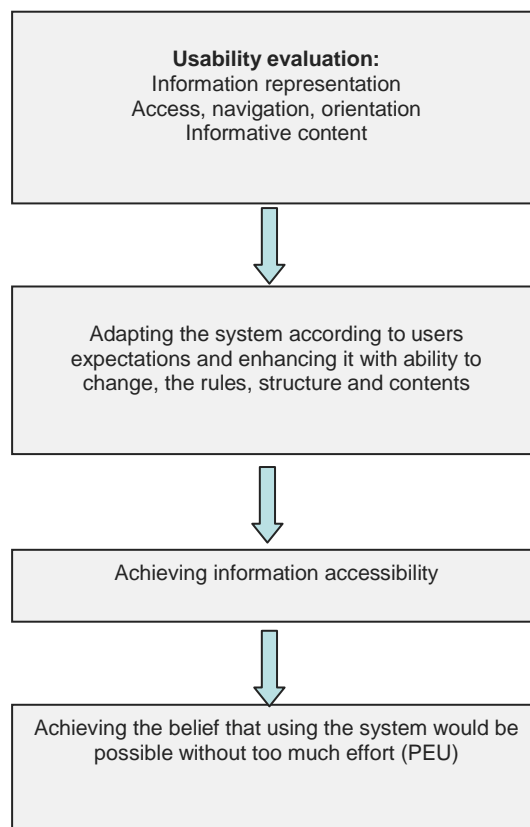 Usability evaluation:
Information representation
Access, navigation, orientation
Informative content
Adapting the system according to users
expectations and enhancing it with ability to
change, the rules, structure and contents
Achieving information accessibility
Achieving the belief that using the system would be
possible without too much effort (PEU)